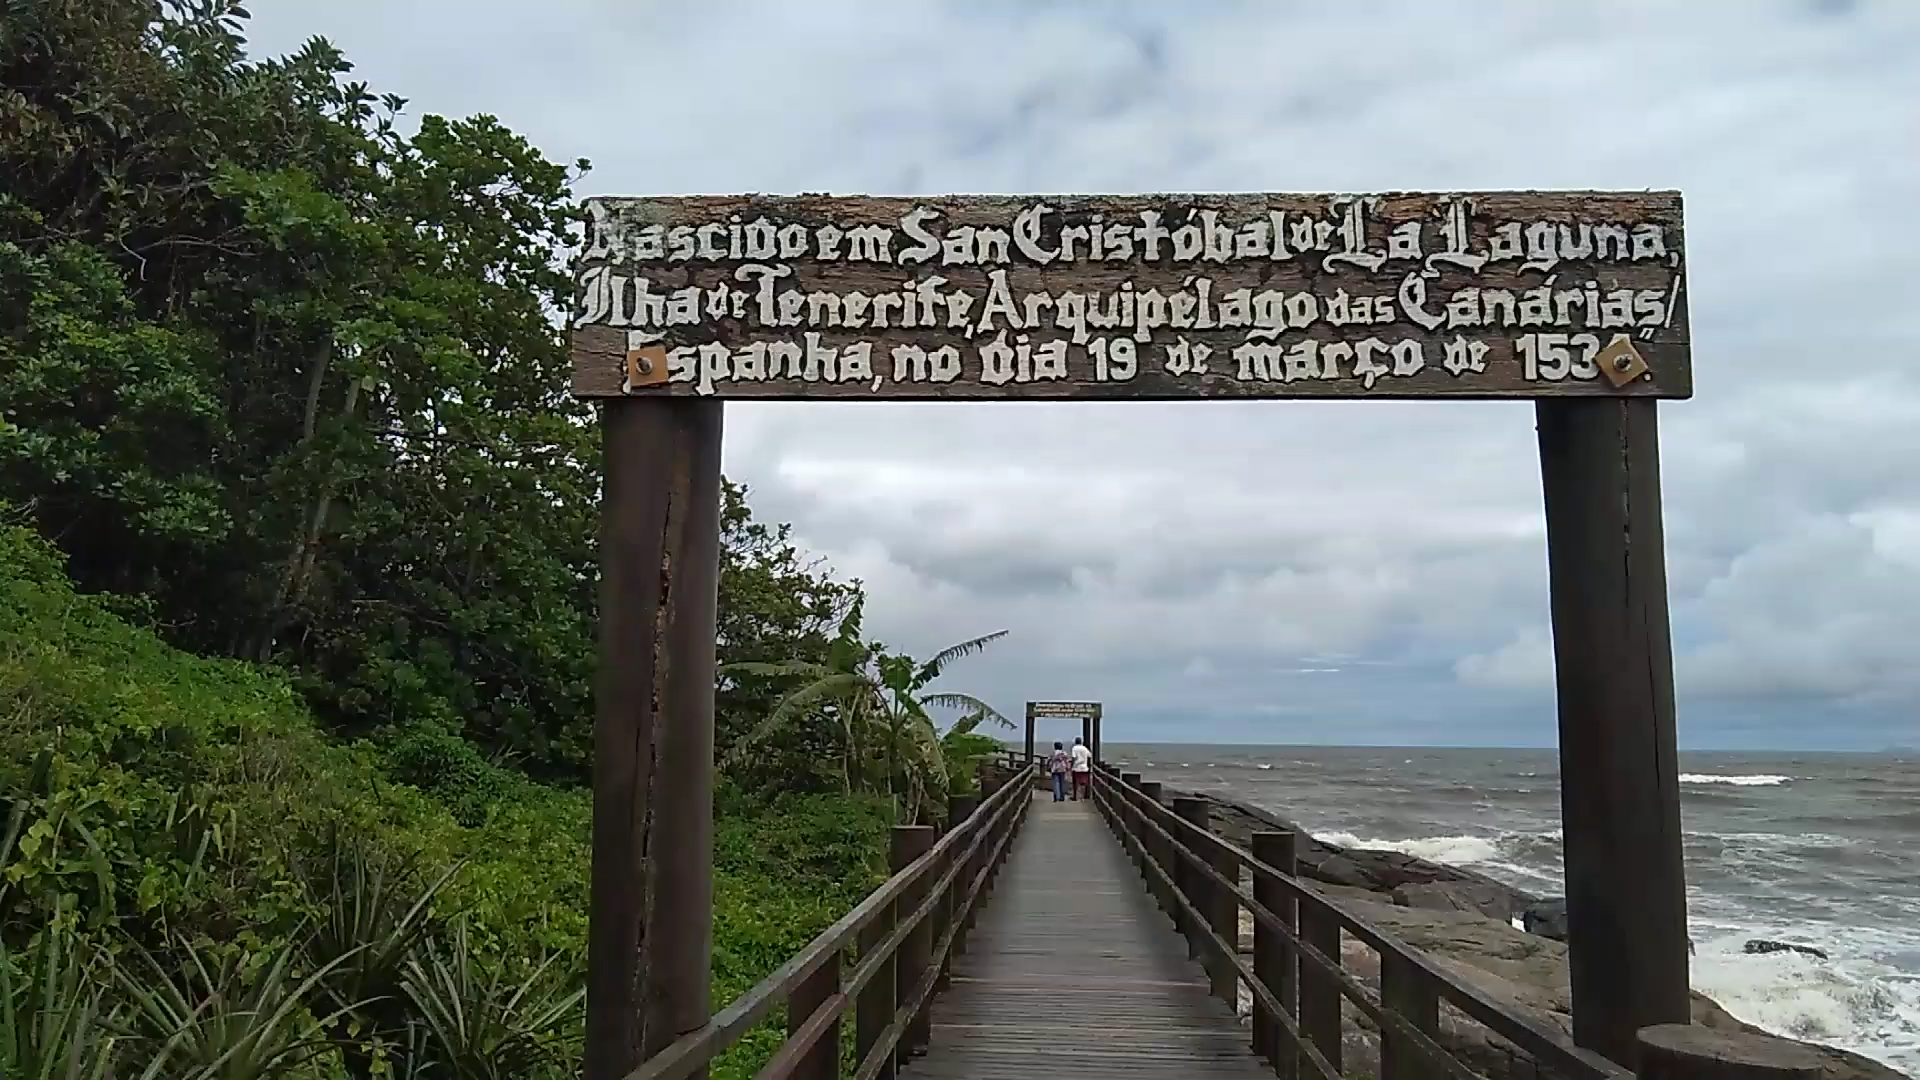 Nascido em San Cristóbal de La Laguna,
Ilha de Tenerife, Arquipélago das Canárias/
Espanha, no dia 19 de março de 153